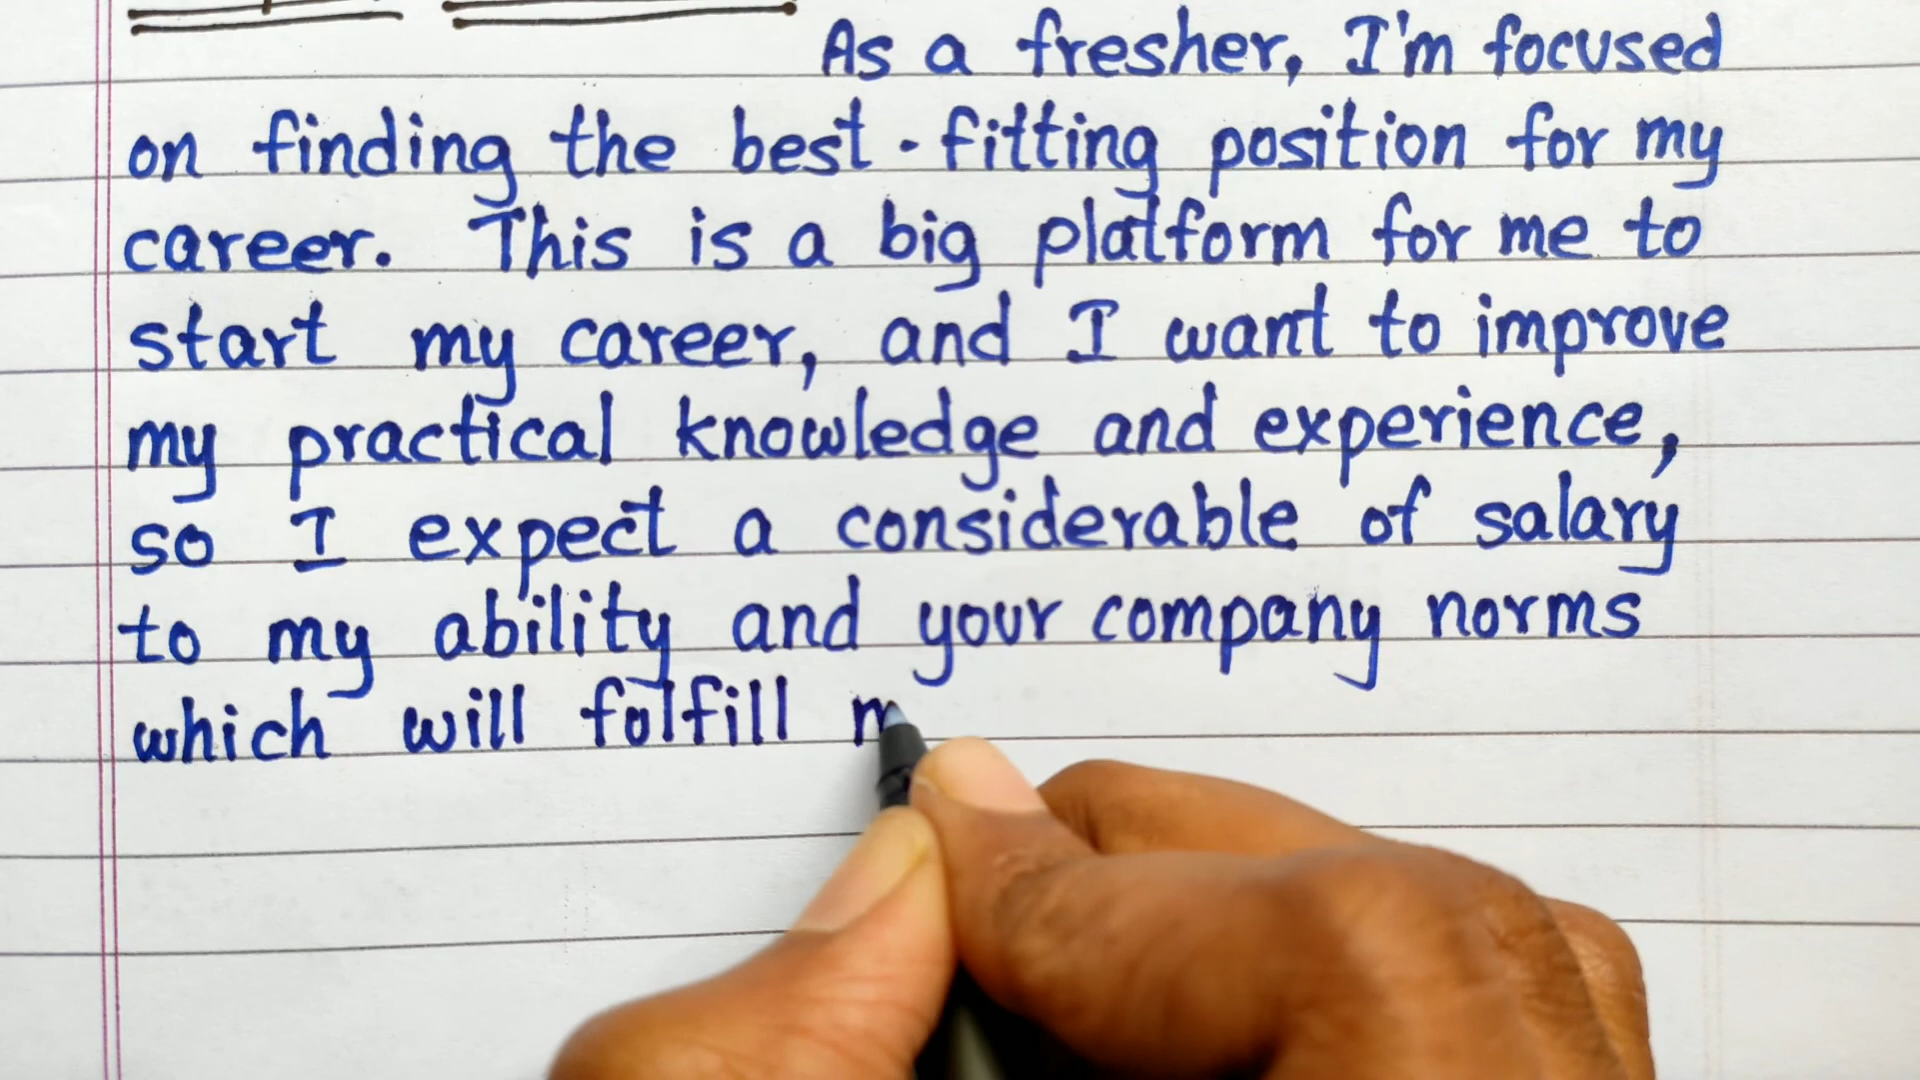 As a fresher, I'm focused
on finding the best-fitting position for my
career. This is a big platform for me to
start my career, and I want to improve
my practical knowledge and experience,
so I expect a considerable of salary
to my ability and your company norms
which will fulfill